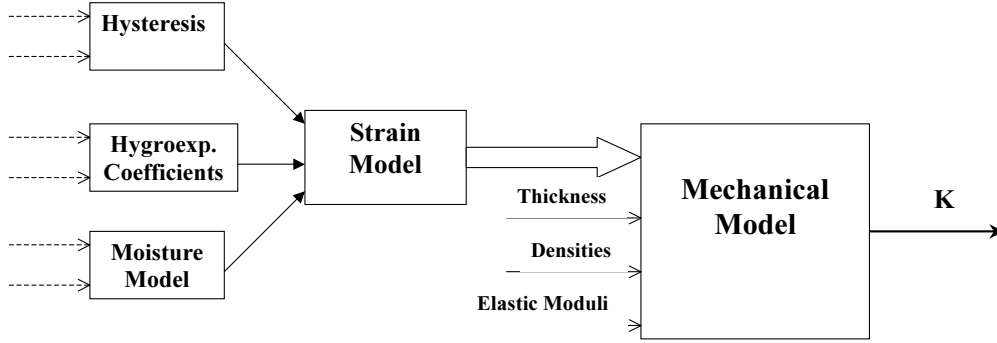 Hysteresis
Hygroexp.
Coefficients
Moisture
Model
Strain
Model
Thickness
Densities
Elastic Moduli
Mechanical
Model
K